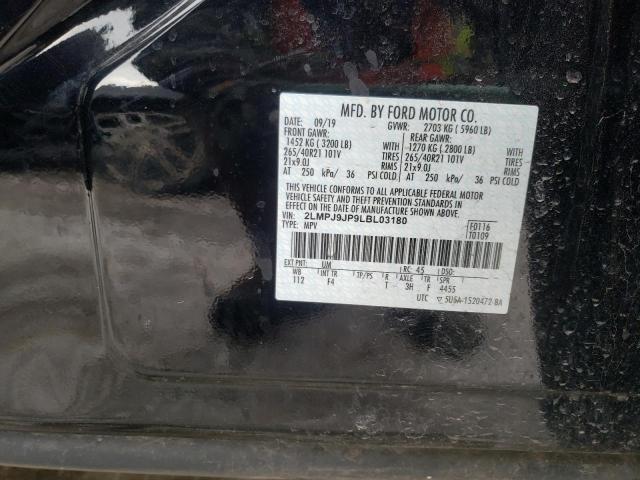 MFD. BY FORD MOTOR CO.
DATE: 09/19 GVWR: 2703 KG ( 5960 LB)
FRONT GAWR: REAR GAWR:
1452 KG ( 3200 LB) WITH 1270 KG ( 2800 LB) WITH
265/40R21 101V TIRES 265/40R21 101V TIRES
21x9.0J RIMS 21x9.0J RIMS
AT 250 kPa/ 36 PSI COLD AT 250 kPa/ 36 PSI COLD
THIS VEHICLE CONFORMS TO ALL APPLICABLE FEDERAL MOTOR
VEHICLE SAFETY AND THEFT PREVENTION STANDARDS IN
EFFECT ON THE DATE OF MANUFACTURE SHOWN ABOVE.
VIN: 2LMPJ9JP9LBL03180 F0116
TYPE: MPV T0109
EXT PNT: UM RC: 45 DSO:
WB INT TR TP/PS R AXLE TR SPR
112 F4 T 3H F 4455
UTC ▽ 5U5A-1520472-BA